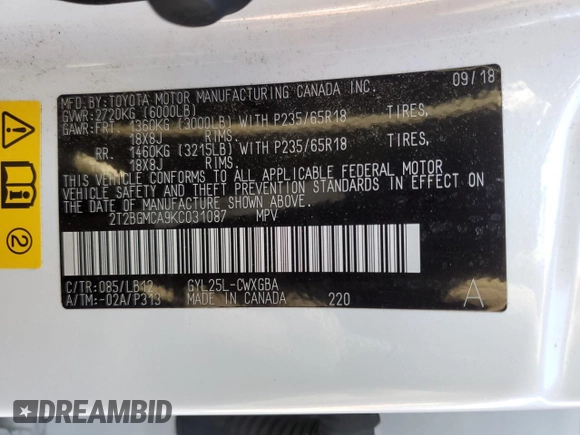 MFD.BY:TOYOTA MOTOR MANUFACTURING CANADA INC. 09/18
GVWR:2720KG (6000LB)
GAWR:FRT. 1360KG (3000LB) WITH P235/65R18 TIRES,
18X8J RIMS.
RR. 1460KG (3215LB) WITH P235/65R18 TIRES,
18X8J RIMS.
THIS VEHICLE CONFORMS TO ALL APPLICABLE FEDERAL MOTOR
VEHICLE SAFETY AND THEFT PREVENTION STANDARDS IN EFFECT ON
THE DATE OF MANUFACTURE SHOWN ABOVE.
2T2BGMCA9KC031087 MPV
C/TR:085/LB12 GYL25L-CWXGBA
A/TM:-02A/P313 MADE IN CANADA 220 A
2
DREAMBID